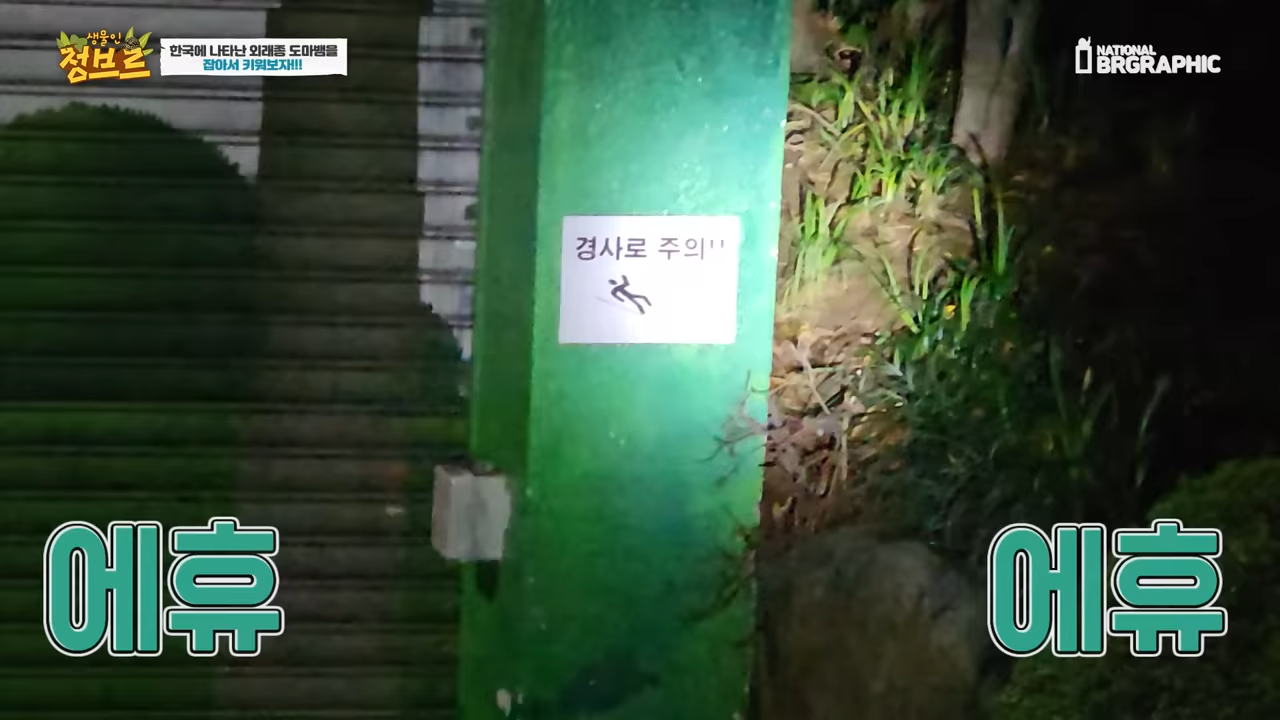 생물인
점브르
한국에 나타난 외래종 도마뱀을
잡아서 키워보자!!!
NATIONAL
BRGRAPHIC
경사로 주의!!
에휴
에휴